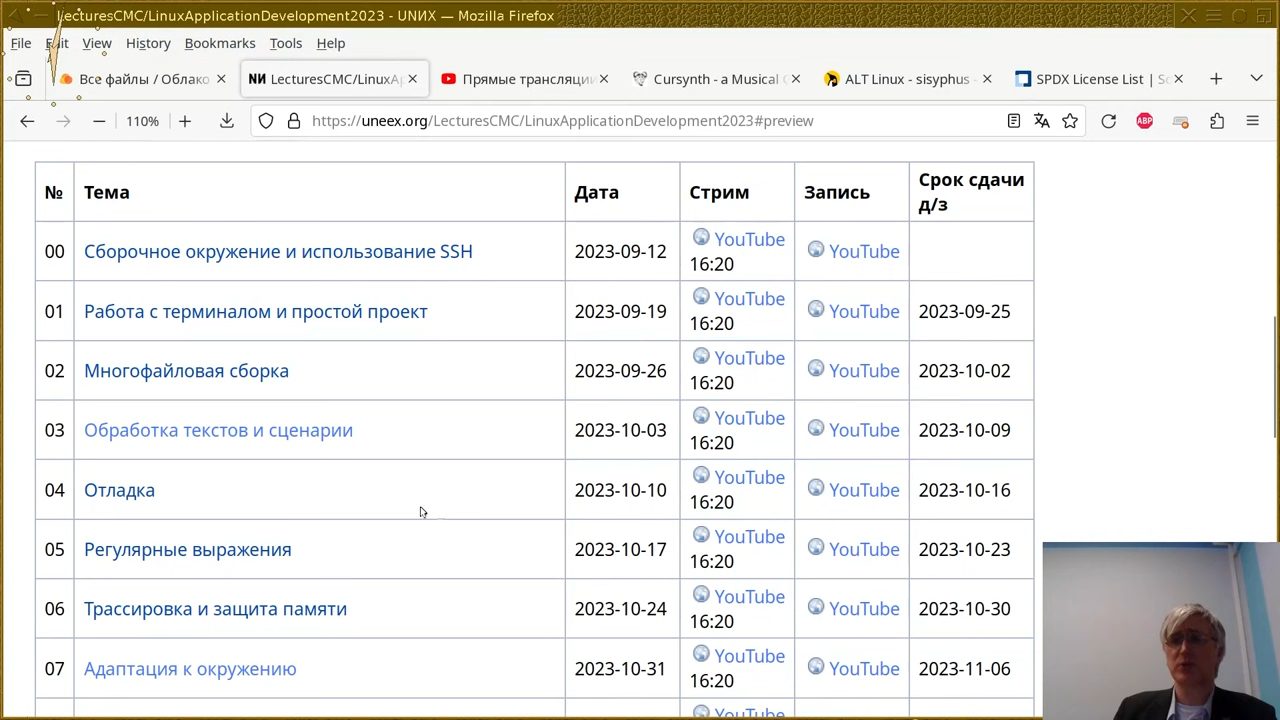 LecturesCMC/LinuxApplicationDevelopment2023 - UNИX — Mozilla Firefox
File Edit View History Bookmarks Tools Help
Все файлы / Облако
NИ LecturesCMC/LinuxAp
Прямые трансляции
Cursynth - a Musical
ALT Linux - sisyphus -
SPDX License List | So
110%
https://uneex.org/LecturesCMC/LinuxApplicationDevelopment2023#preview
ABP
№ Тема Дата Стрим Запись Срок сдачи д/з
00 Сборочное окружение и использование SSH 2023-09-12 YouTube 16:20 YouTube
01 Работа с терминалом и простой проект 2023-09-19 YouTube 16:20 YouTube 2023-09-25
02 Многофайловая сборка 2023-09-26 YouTube 16:20 YouTube 2023-10-02
03 Обработка текстов и сценарии 2023-10-03 YouTube 16:20 YouTube 2023-10-09
04 Отладка 2023-10-10 YouTube 16:20 YouTube 2023-10-16
05 Регулярные выражения 2023-10-17 YouTube 16:20 YouTube 2023-10-23
06 Трассировка и защита памяти 2023-10-24 YouTube 16:20 YouTube 2023-10-30
07 Адаптация к окружению 2023-10-31 YouTube 16:20 YouTube 2023-11-06
YouTube